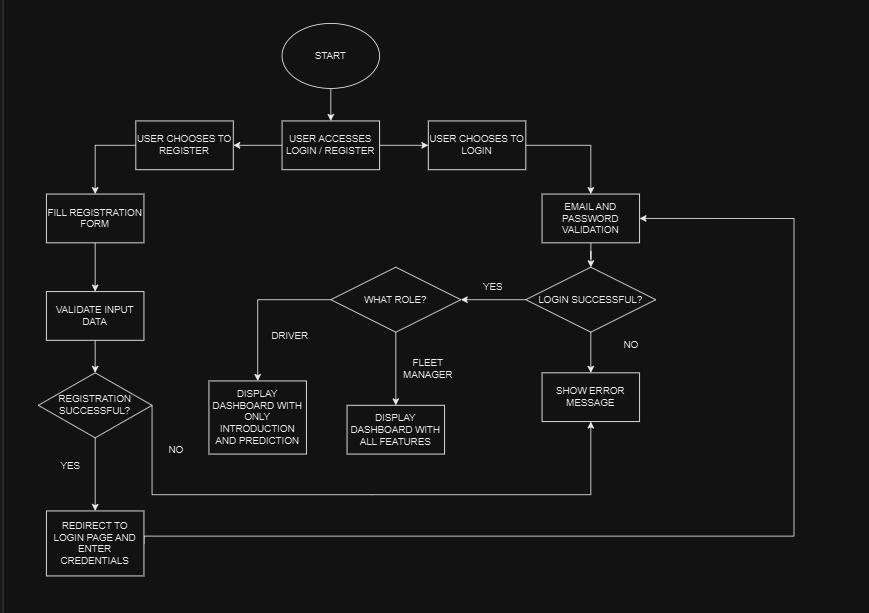 START
USER CHOOSES TO
REGISTER
USER ACCESSES
LOGIN / REGISTER
USER CHOOSES TO
LOGIN
FILL REGISTRATION
FORM
EMAIL AND
PASSWORD
VALIDATION
YES
WHAT ROLE?
LOGIN SUCCESSFUL?
VALIDATE INPUT
DATA
DRIVER
NO
FLEET
MANAGER
REGISTRATION
SUCCESSFUL?
DISPLAY
DASHBOARD WITH
ONLY
INTRODUCTION
AND PREDICTION
DISPLAY
DASHBOARD WITH
ALL FEATURES
SHOW ERROR
MESSAGE
NO
YES
REDIRECT TO
LOGIN PAGE AND
ENTER
CREDENTIALS